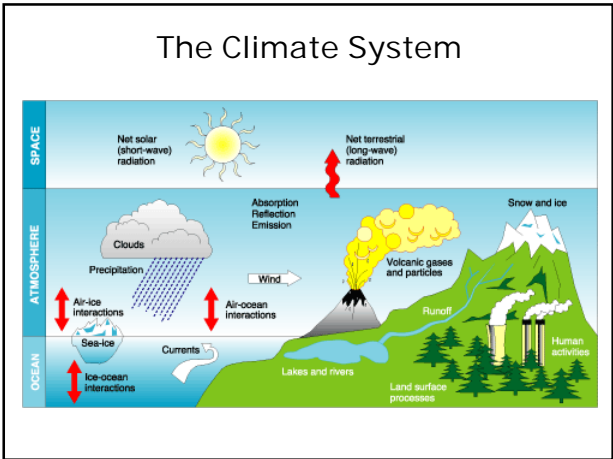 The Climate System
SPACE
Net solar
(short-wave)
radiation
Net terrestrial
(long-wave)
radiation
ATMOSPHERE
Absorption
Reflection
Emission
Snow and ice
Clouds
Precipitation
Volcanic gases
and particles
Wind
Air-ice
interactions
Air-ocean
interactions
Runoff
Sea-ice
OCEAN
Currents
Human
activities
Lakes and rivers
Ice-ocean
interactions
Land surface
processes